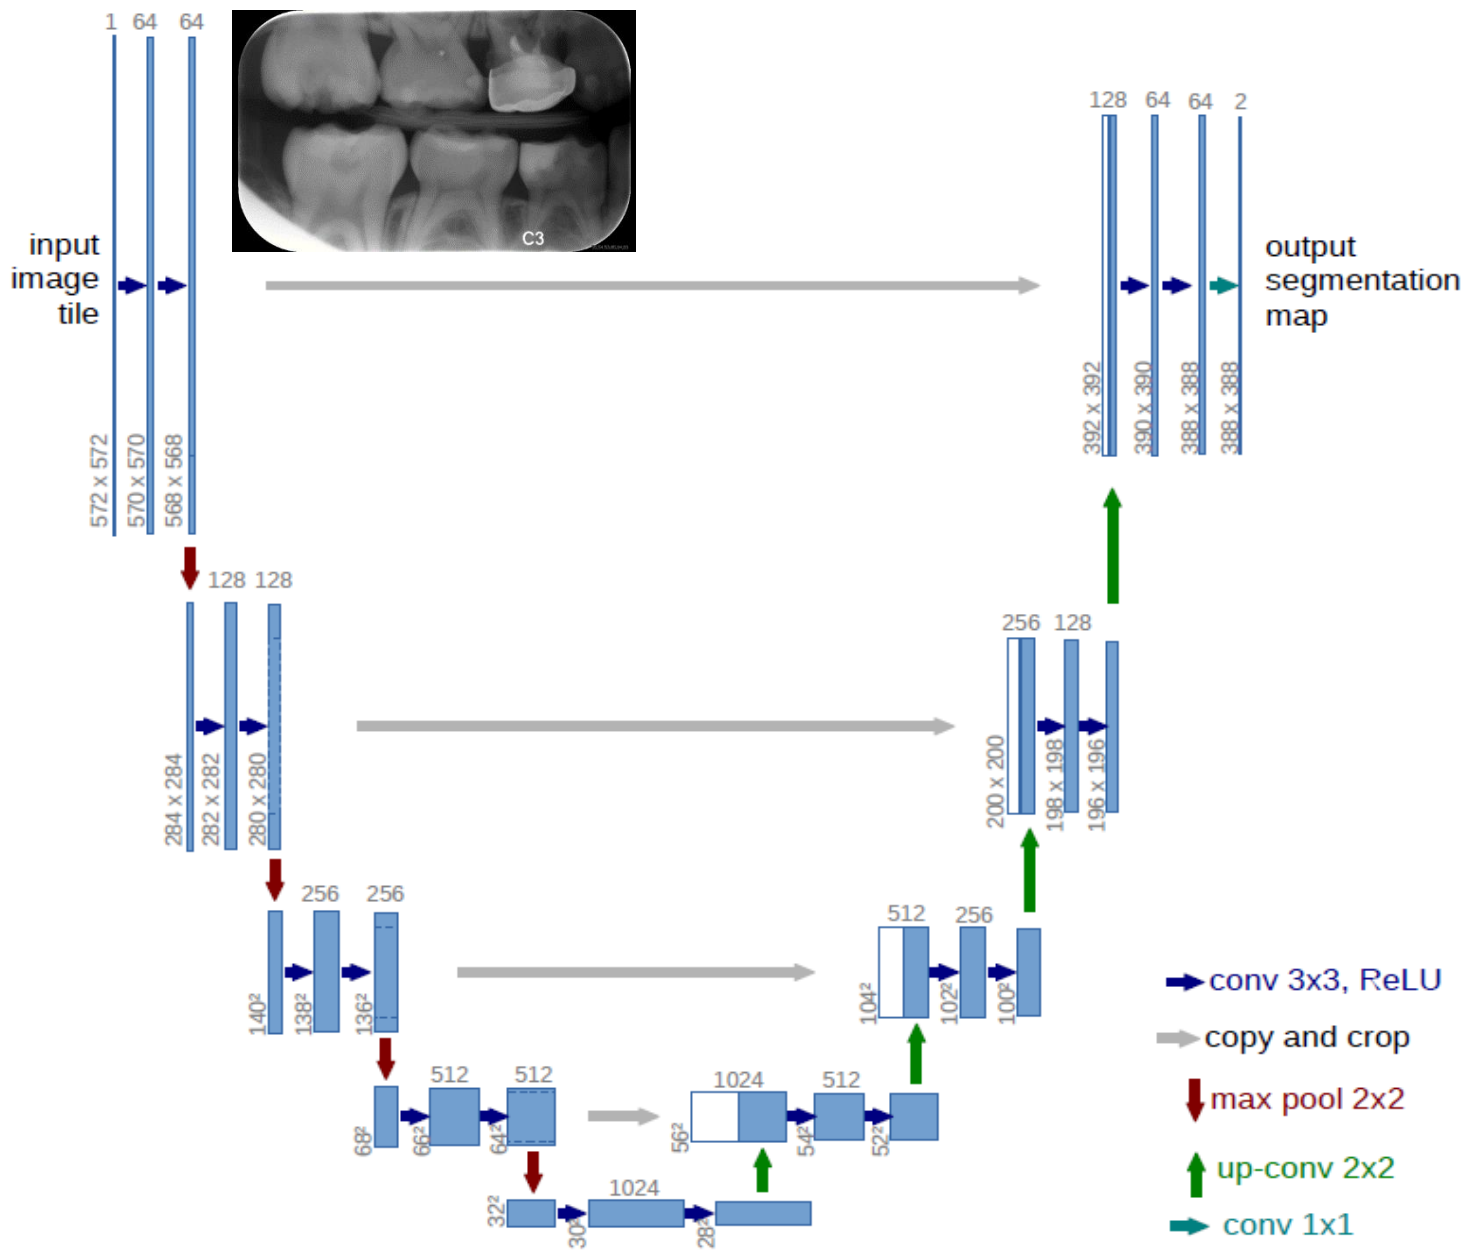 1 64 64
input
image
tile
572 x 572
570 x 570
568 x 568
C3
128 64 64 2
output
segmentation
map
392 x 392
390 x 390
388 x 388
388 x 388
128 128
284 x 284
282 x 282
280 x 280
256 128
200 x 200
198 x 198
196 x 196
256 256
140²
138²
136²
512 256
104²
102²
100²
512 512
68²
66²
64²
1024 512
56²
54²
52²
1024
32²
30²
28²
conv 3x3, ReLU
copy and crop
max pool 2x2
up-conv 2x2
conv 1x1